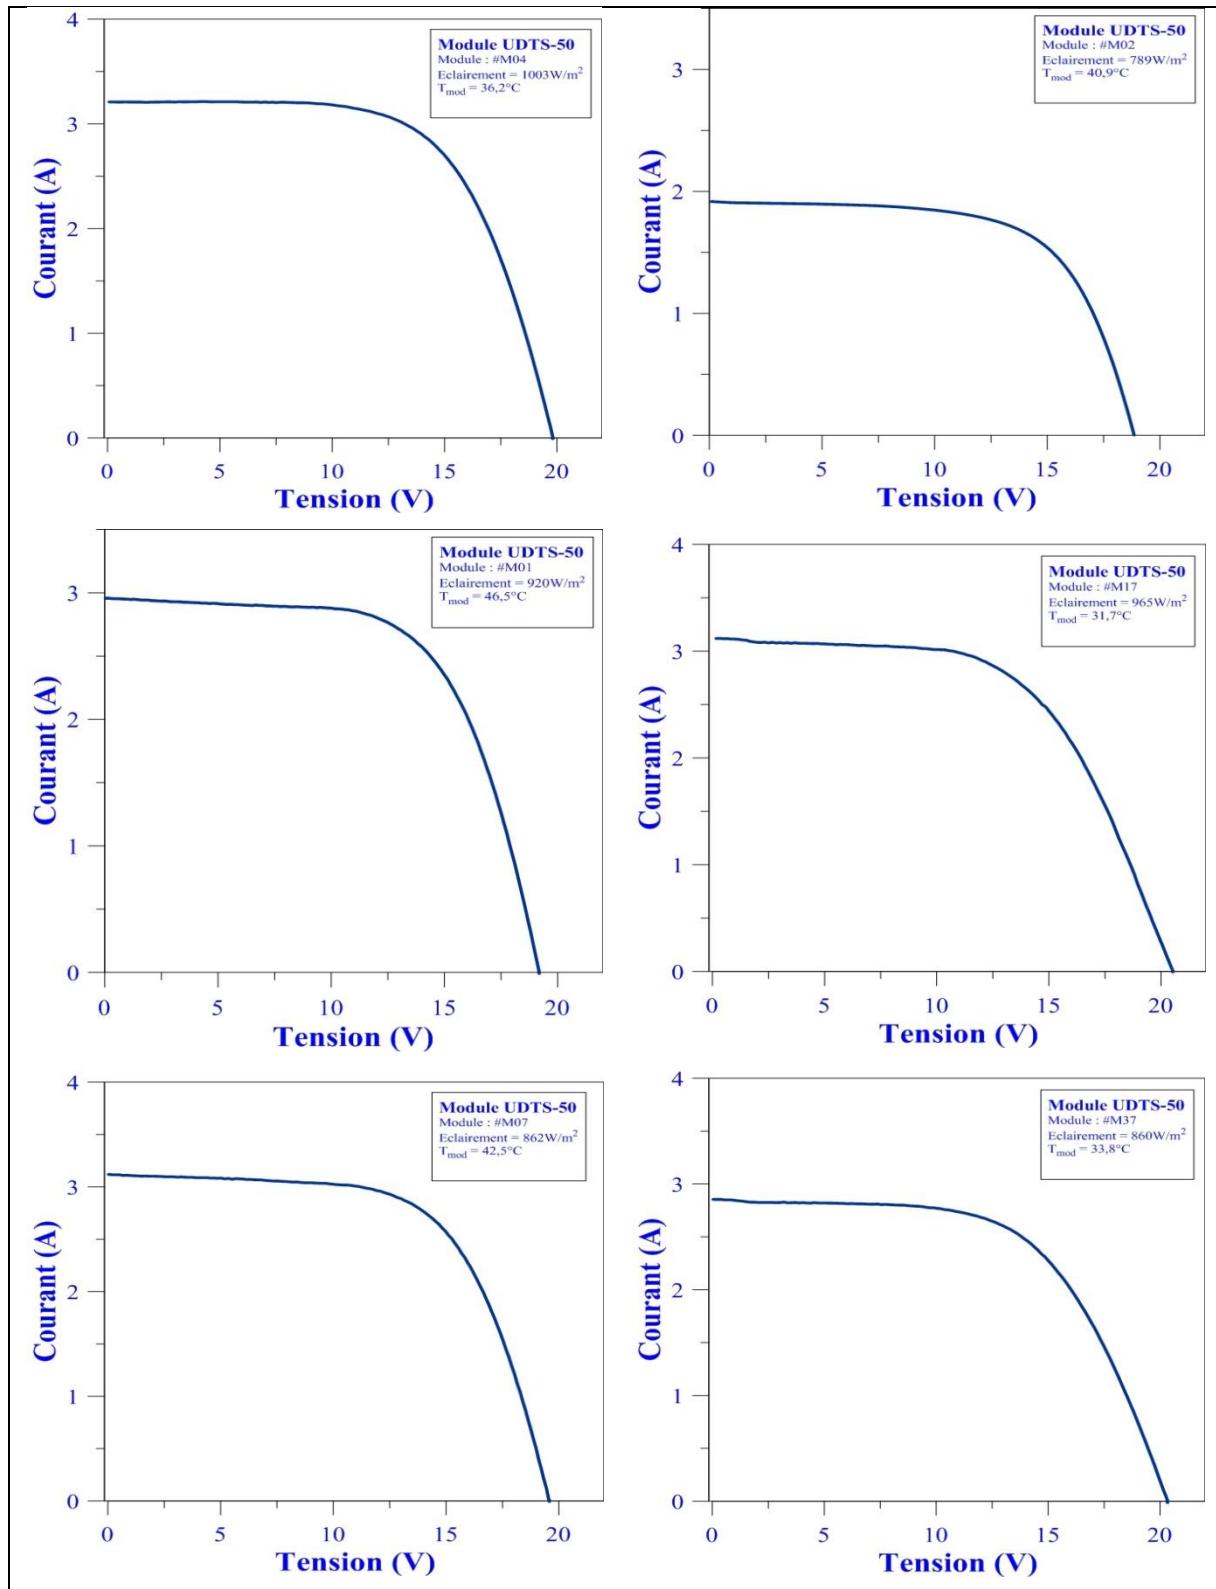 4
3
2
1
0
0
5
10
15
20
Courant (A)
Tension (V)
Module UDTS-50
Module : #M04
Eclairement = 1003W/m²
Tmod = 36,2°C
3
2
1
0
0
5
10
15
20
Courant (A)
Tension (V)
Module UDTS-50
Module : #M02
Eclairement = 789W/m²
Tmod = 40,9°C
3
2
1
0
0
5
10
15
20
Courant (A)
Tension (V)
Module UDTS-50
Module : #M01
Eclairement = 920W/m²
Tmod = 46,5°C
4
3
2
1
0
0
5
10
15
20
Courant (A)
Tension (V)
Module UDTS-50
Module : #M17
Eclairement = 965W/m²
Tmod = 31,7°C
4
3
2
1
0
0
5
10
15
20
Courant (A)
Tension (V)
Module UDTS-50
Module : #M07
Eclairement = 862W/m²
Tmod = 42,5°C
4
3
2
1
0
0
5
10
15
20
Courant (A)
Tension (V)
Module UDTS-50
Module : #M37
Eclairement = 860W/m²
Tmod = 33,8°C